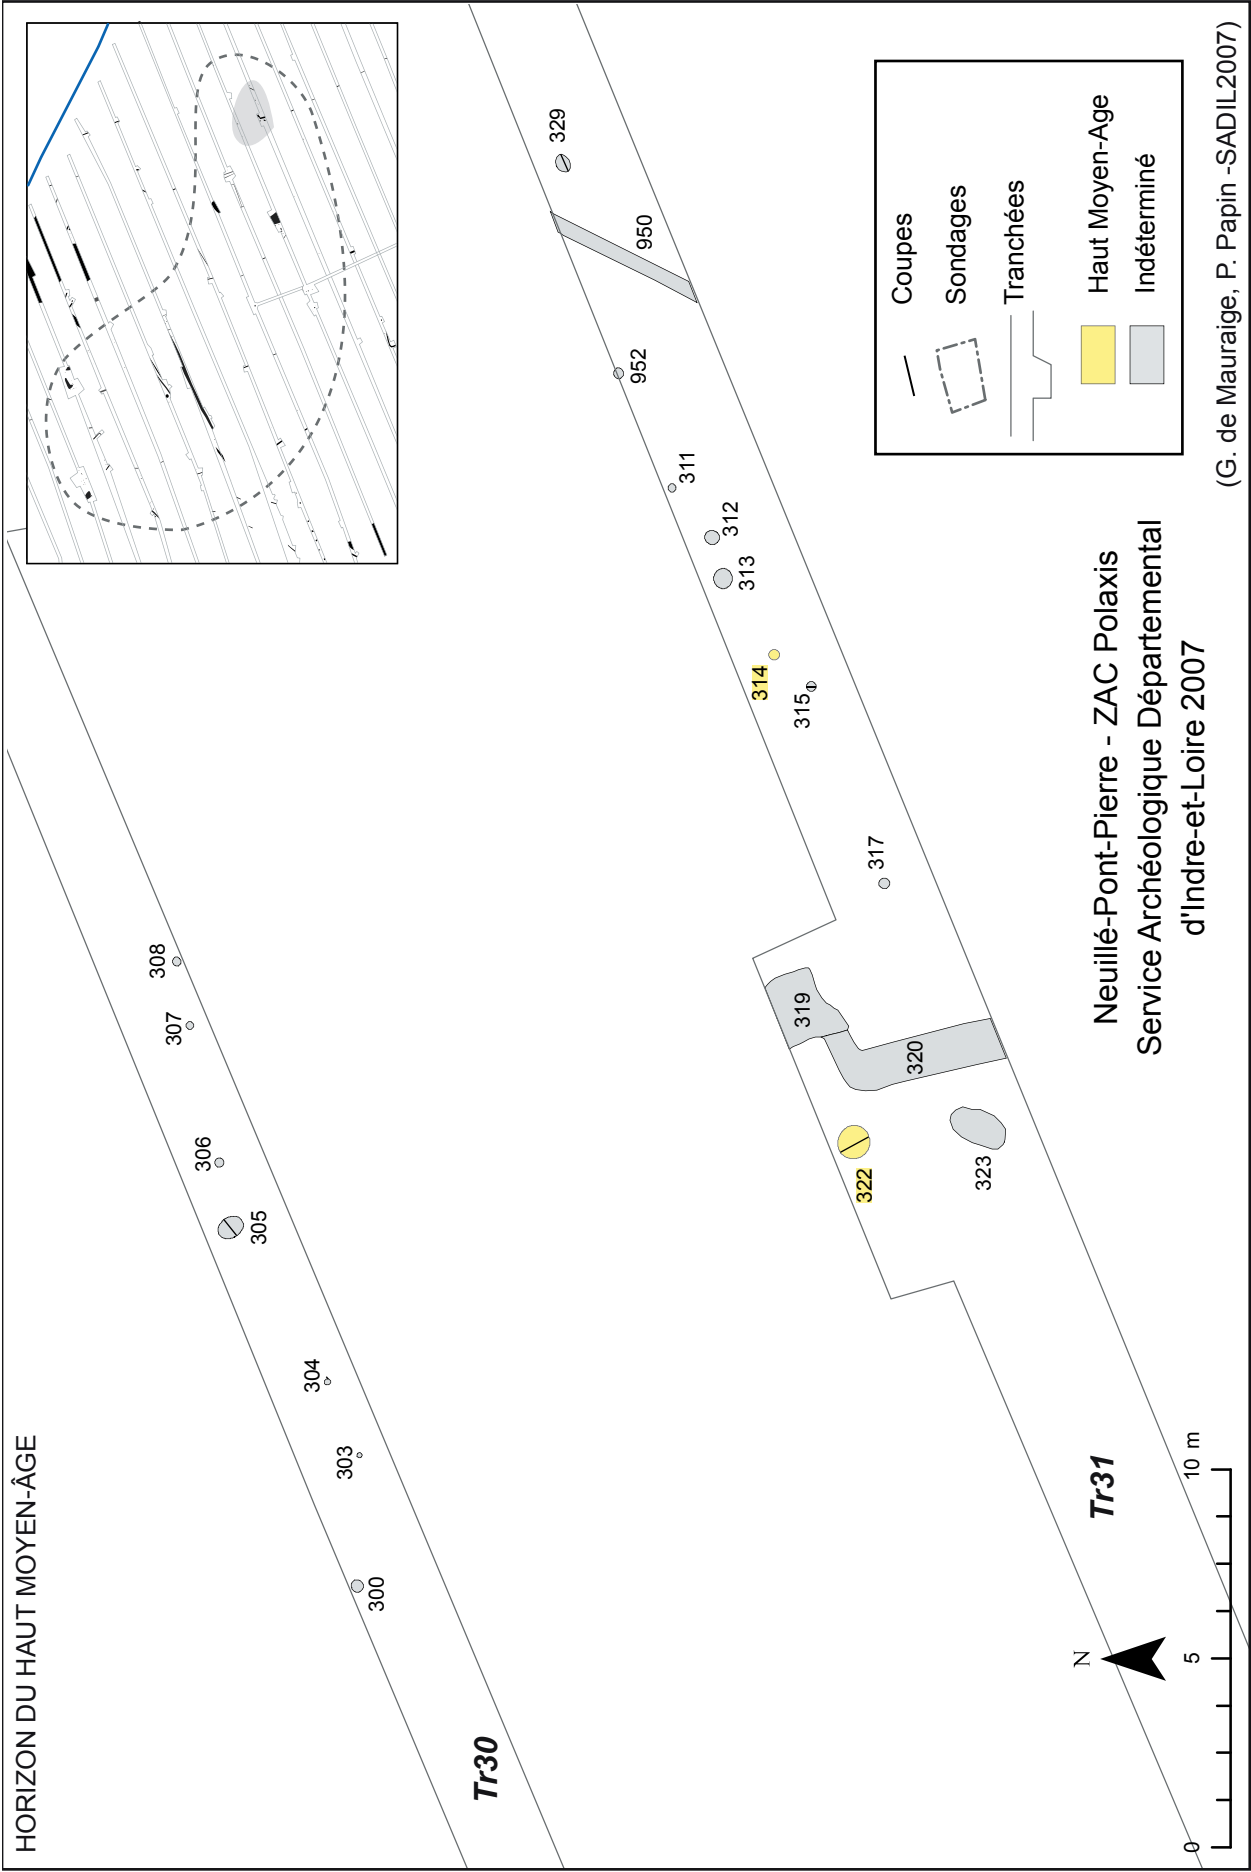 HORIZON DU HAUT MOYEN-ÂGE
Tr30
300
303
304
305
306
307
308
Tr31
322
323
320
319
317
315
314
313
312
311
952
950
329
Coupes
Sondages
Tranchées
Haut Moyen-Age
Indéterminé
N
0
5
10 m
Neuillé-Pont-Pierre - ZAC Polaxis
Service Archéologique Départemental
d'Indre-et-Loire 2007
(G. de Mauraige, P. Papin -SADIL2007)